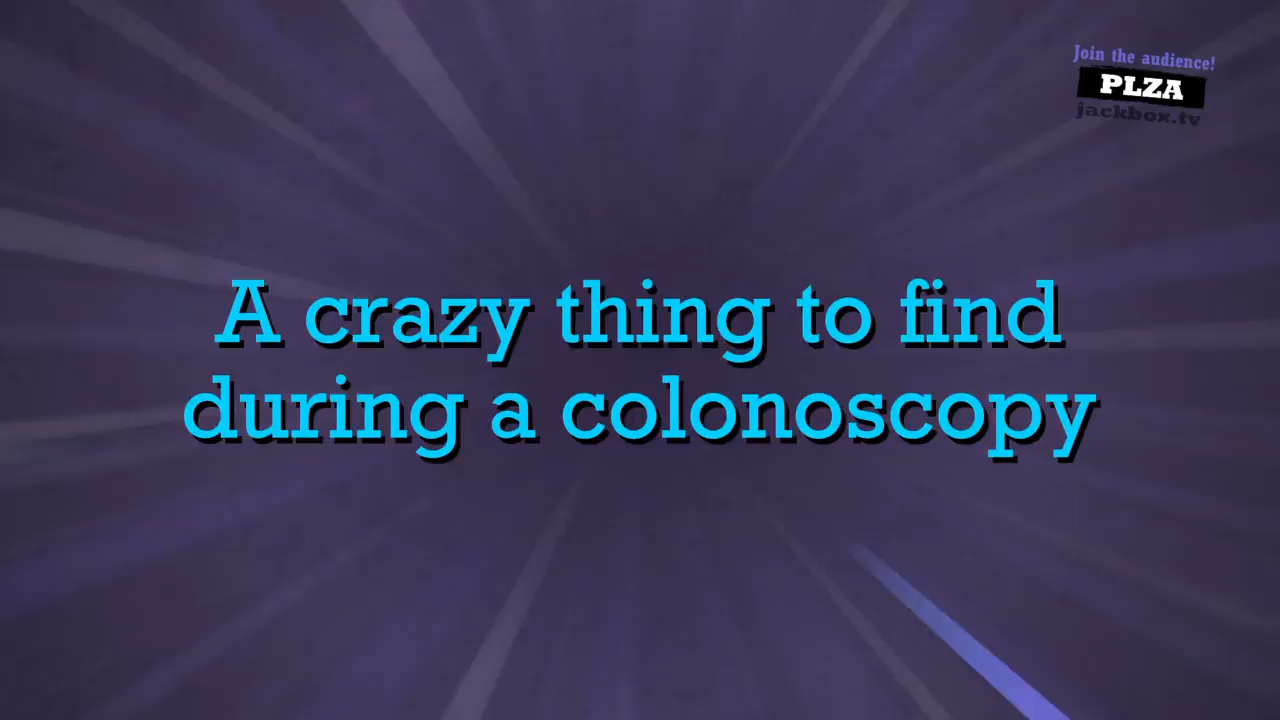 Join the audience!
PLZA
jackbox.tv
A crazy thing to find
during a colonoscopy